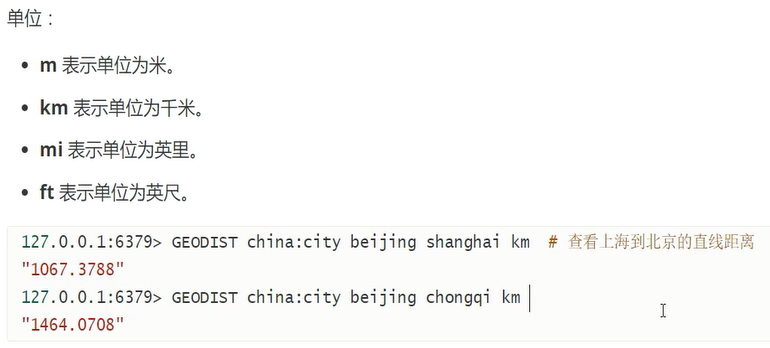 单位：
m 表示单位为米。
km 表示单位为千米。
mi 表示单位为英里。
ft 表示单位为英尺。
127.0.0.1:6379> GEODIST china:city beijing shanghai km  # 查看上海到北京的直线距离
"1067.3788"
127.0.0.1:6379> GEODIST china:city beijing chongqi km
"1464.0708"